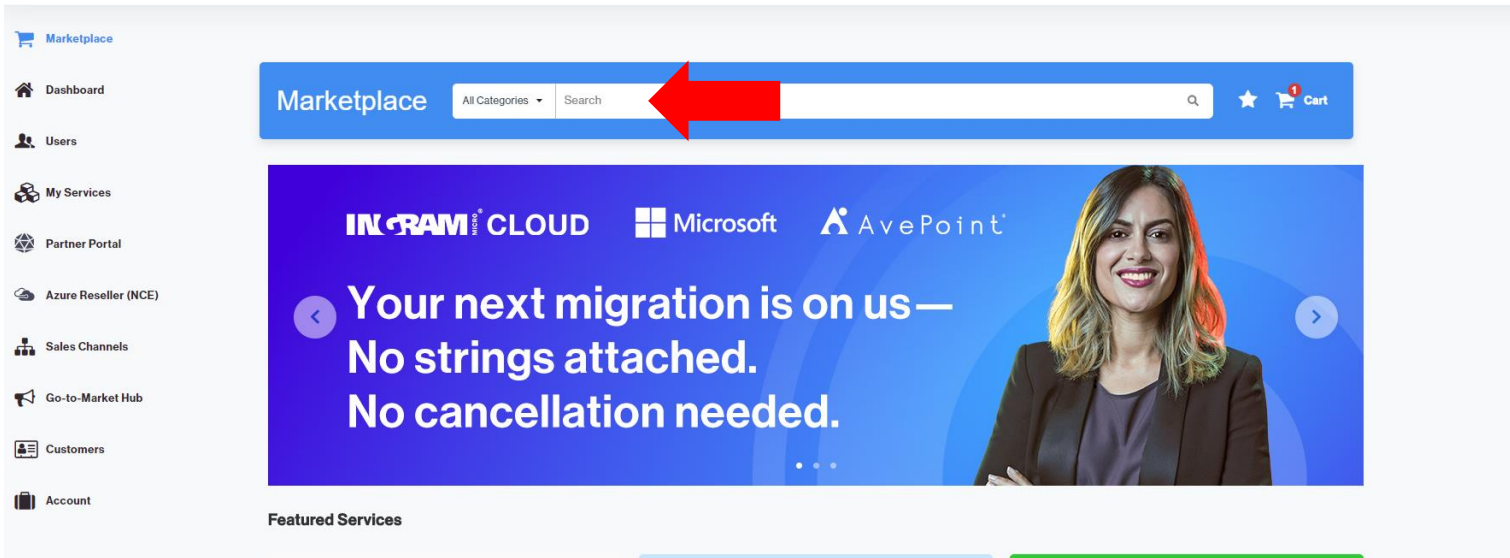 Marketplace
Dashboard
Users
My Services
Partner Portal
Azure Reseller (NCE)
Sales Channels
Go-to-Market Hub
Customers
Account
Marketplace
All Categories
Search
1
Cart
INGRAM MICRO® CLOUD
Microsoft
AvePoint®
Your next migration is on us—
No strings attached.
No cancellation needed.
Featured Services